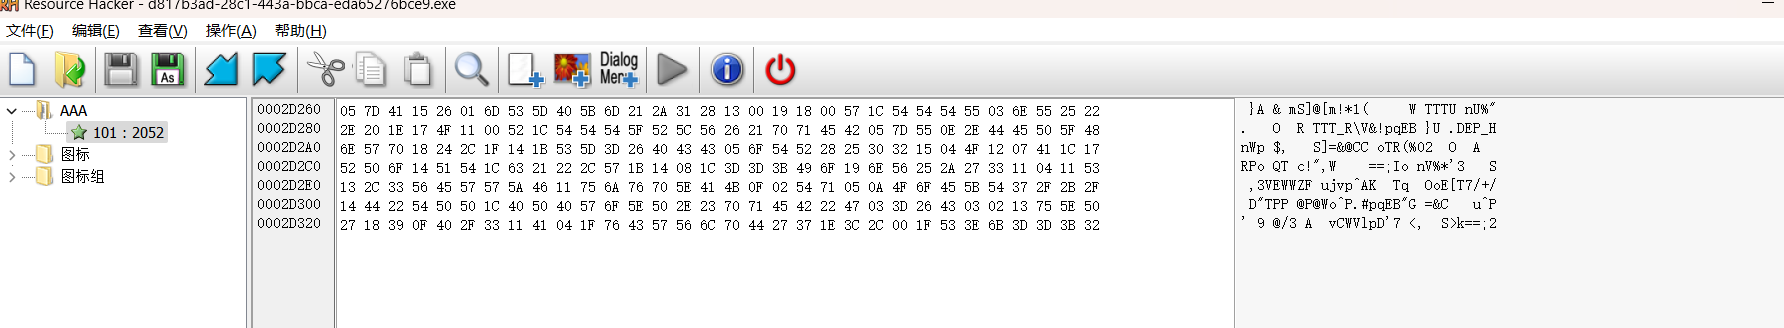 Resource Hacker - d817b3ad-28c1-443a-bbca-eda65276bce9.exe
文件(F) 编辑(E) 查看(V) 操作(A) 帮助(H)
As Dialog Menu
AAA
101 : 2052
图标
图标组
0002D260 05 7D 41 15 26 01 6D 53 5D 40 5B 6D 21 2A 31 28 13 00 19 18 00 57 1C 54 54 54 55 03 6E 55 25 22 }A & mS]@[m!*1( W TTTU nU%"
0002D280 2E 20 1E 17 4F 11 00 52 1C 54 54 54 5F 52 5C 56 26 21 70 71 45 42 05 7D 55 0E 2E 44 45 50 5F 48 . O R TTT_R\V&!pqEB }U .DEP_H
0002D2A0 6E 57 70 18 24 2C 1F 14 1B 53 5D 3D 26 40 43 43 05 6F 54 52 28 25 30 32 15 04 4F 12 07 41 1C 17 nWp $, S]=&@CC oTR(%02 O A
0002D2C0 52 50 6F 14 51 54 1C 63 21 22 2C 57 1B 14 08 1C 3D 3D 3B 49 6F 19 6E 56 25 2A 27 33 11 04 11 53 RPo QT c!",W ==;Io nV%*'3 S
0002D2E0 13 2C 33 56 45 57 57 5A 46 11 75 6A 76 70 5E 41 4B 0F 02 54 71 05 0A 4F 6F 45 5B 54 37 2F 2B 2F ,3VEWWZF ujvp^AK Tq OoE[T7/+/
0002D300 14 44 22 54 50 50 1C 40 50 40 57 6F 5E 50 2E 23 70 71 45 42 22 47 03 3D 26 43 03 02 13 75 5E 50 D"TPP @P@Wo^P.#pqEB"G =&C u^P
0002D320 27 18 39 0F 40 2F 33 11 41 04 1F 76 43 57 56 6C 70 44 27 37 1E 3C 2C 00 1F 53 3E 6B 3D 3D 3B 32 ' 9 @/3 A vCWVlpD'7 <, S>k==;2